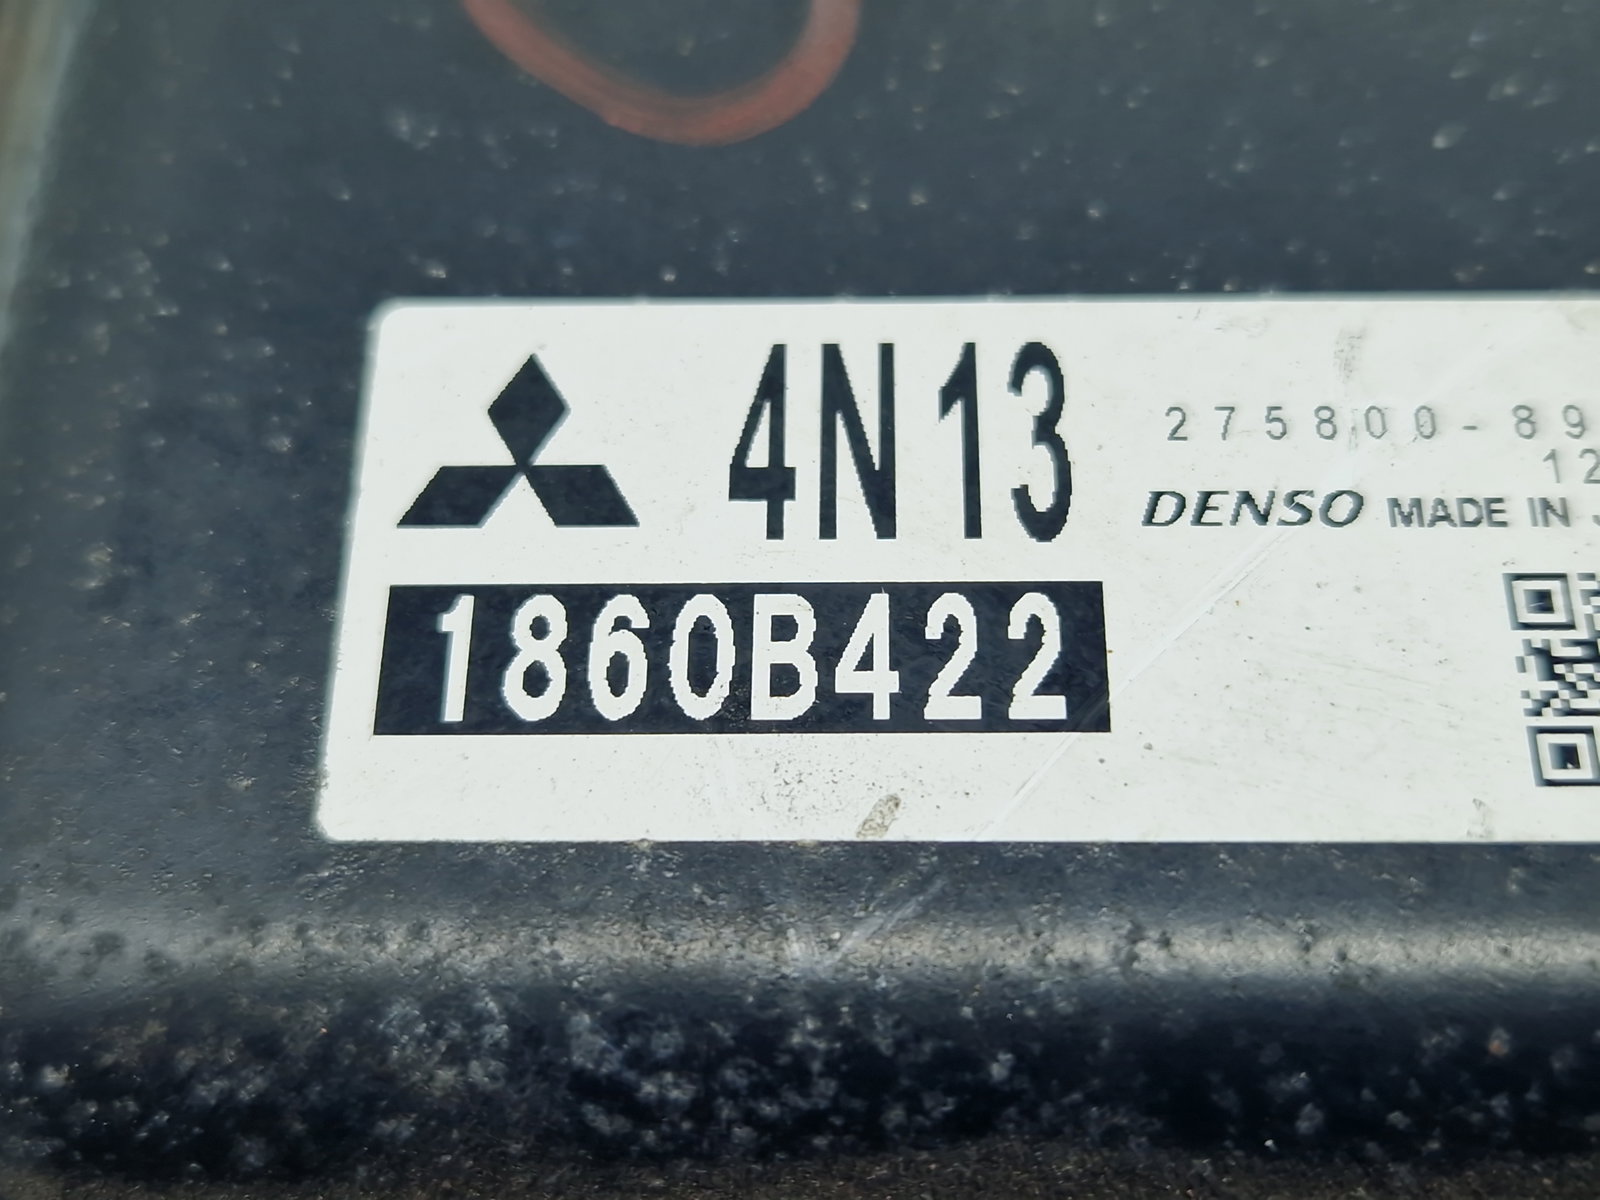 4N13
275800-89
12
DENSO MADE IN
1860B422